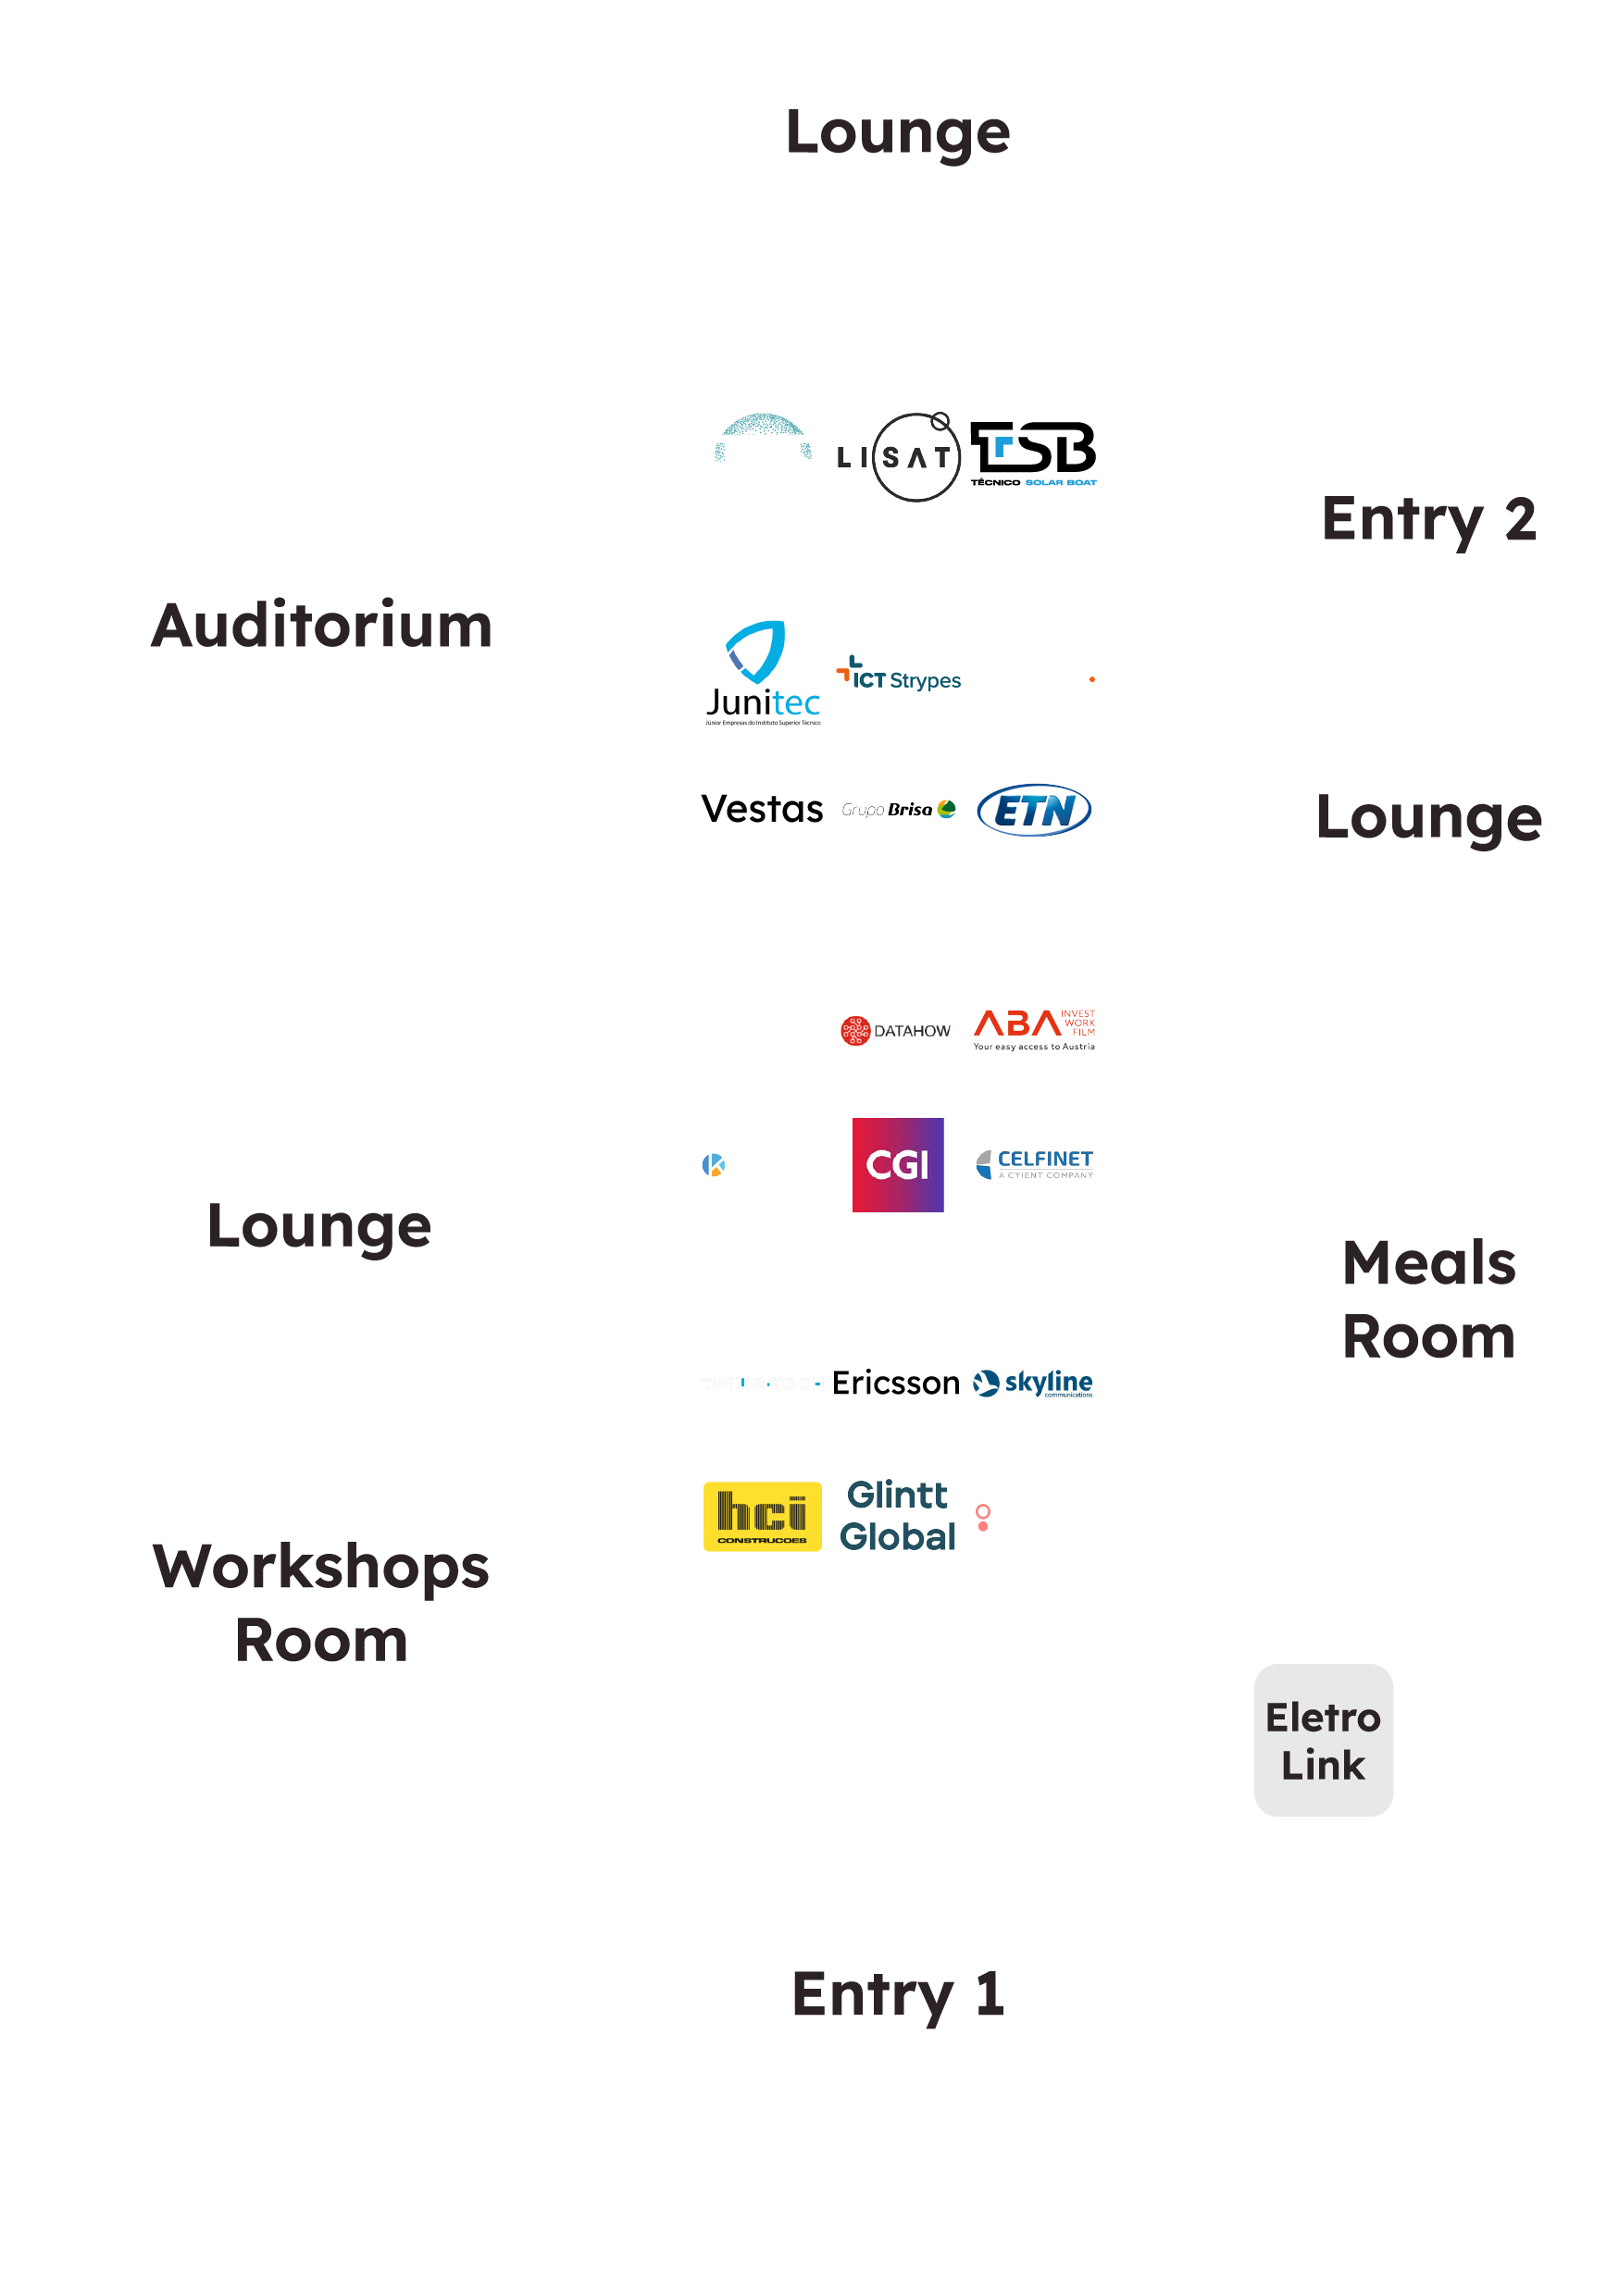 Lounge
LISAT
TSB
TÉCNICO SOLAR BOAT
Entry 2
Auditorium
Junitec
Júnior Empresas do Instituto Superior Técnico
ICT Strypes
Vestas
Grupo Brisa
ETN
Lounge
DATAHOW
ABA INVEST
WORK
FILM
Your easy access to Austria
K
CGI
CELFINET
A CYIENT COMPANY
Lounge
Meals
Room
Ericsson
skyline
communications
hci
CONSTRUCOES
Glintt
Global
Workshops
Room
Eletro
Link
Entry 1